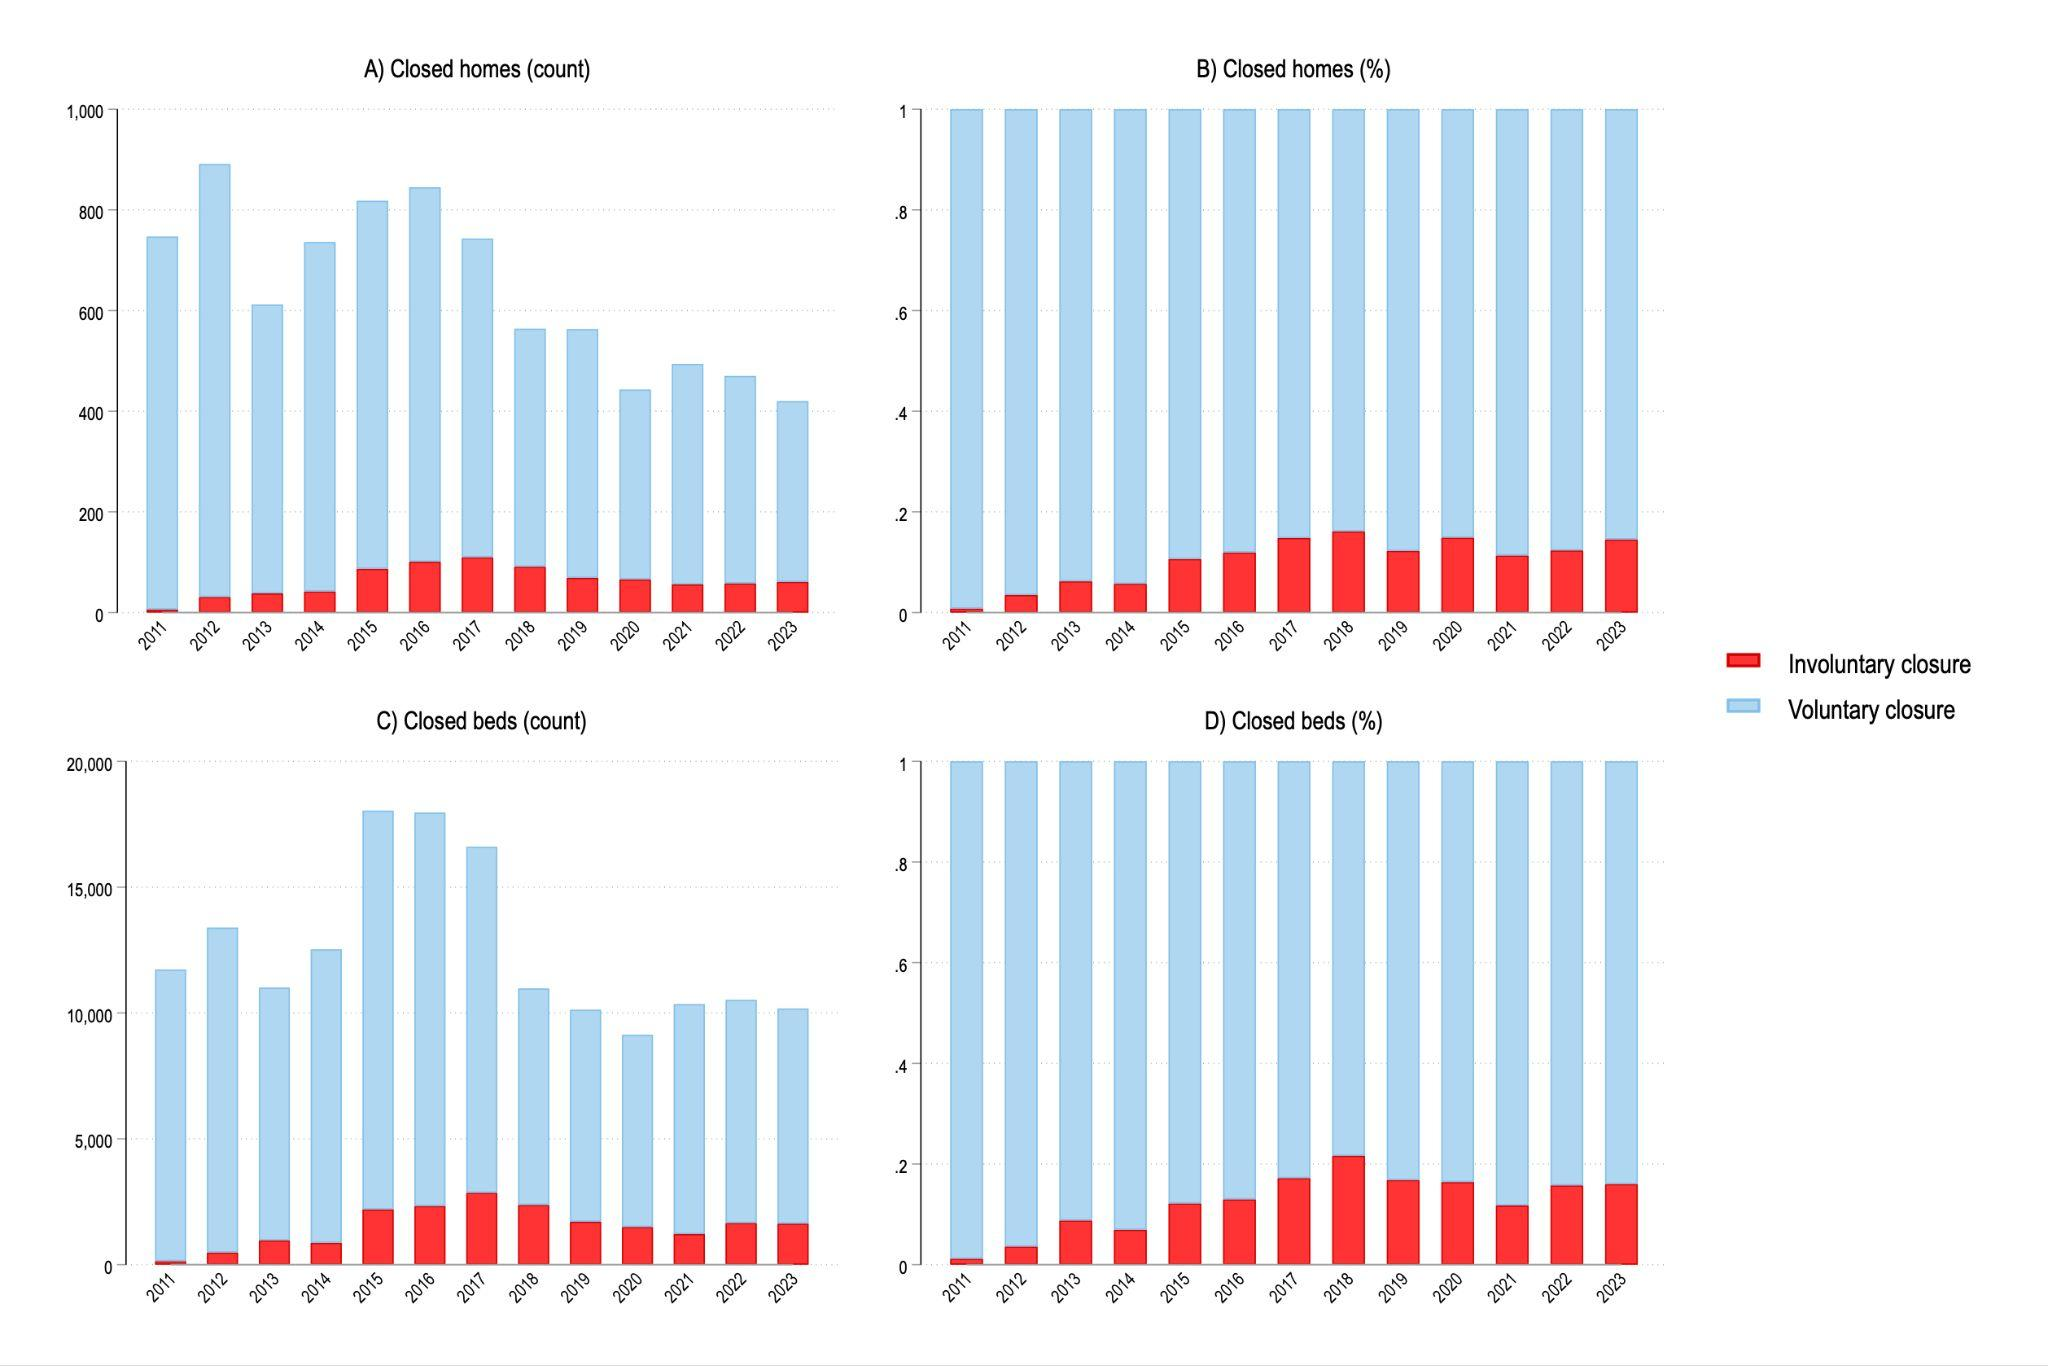 A) Closed homes (count)
1,000
800
600
400
200
0
2011 2012 2013 2014 2015 2016 2017 2018 2019 2020 2021 2022 2023
B) Closed homes (%)
1
.8
.6
.4
.2
0
2011 2012 2013 2014 2015 2016 2017 2018 2019 2020 2021 2022 2023
Involuntary closure
Voluntary closure
C) Closed beds (count)
20,000
15,000
10,000
5,000
0
2011 2012 2013 2014 2015 2016 2017 2018 2019 2020 2021 2022 2023
D) Closed beds (%)
1
.8
.6
.4
.2
0
2011 2012 2013 2014 2015 2016 2017 2018 2019 2020 2021 2022 2023